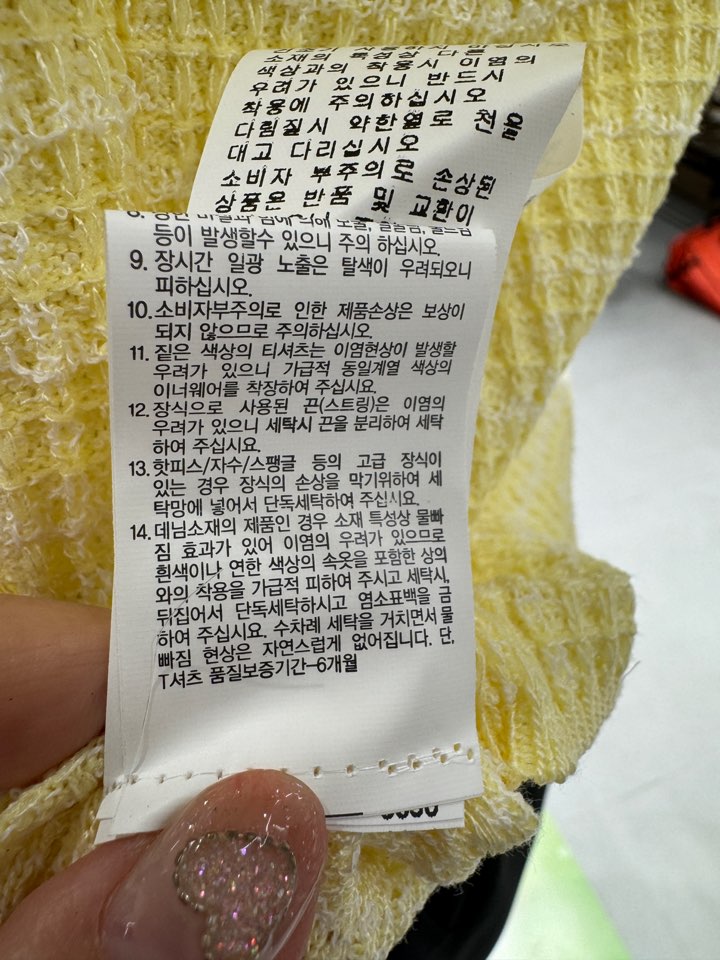 소재의 특성상 다른
색상과의 착용시 이염의
우려가 있으니 반드시
착용에 주의하십시오
다림질시 약한열로 천을
대고 다리십시오
소비자 부주의로 손상된
상품은 반품 및 교환이
등이 발생할수 있으니 주의 하십시오.
9. 장시간 일광 노출은 탈색이 우려되오니
피하십시오.
10. 소비자부주의로 인한 제품손상은 보상이
되지 않으므로 주의하십시오.
11. 짙은 색상의 티셔츠는 이염현상이 발생할
우려가 있으니 가급적 동일계열 색상의
이너웨어를 착장하여 주십시요.
12. 장식으로 사용된 끈(스트링)은 이염의
우려가 있으니 세탁시 끈을 분리하여 세탁
하여 주십시요.
13. 핫피스/자수/스팽글 등의 고급 장식이
있는 경우 장식의 손상을 막기위하여 세
탁망에 넣어서 단독세탁하여 주십시요.
14. 데님소재의 제품인 경우 소재 특성상 물빠
짐 효과가 있어 이염의 우려가 있으므로
흰색이나 연한 색상의 속옷을 포함한 상의
와의 착용을 가급적 피하여 주시고 세탁시,
뒤집어서 단독세탁하시고 염소표백을 금
하여 주십시요. 수차례 세탁을 거치면서 물
빠짐 현상은 자연스럽게 없어집니다. 단,
T셔츠 품질보증기간-6개월